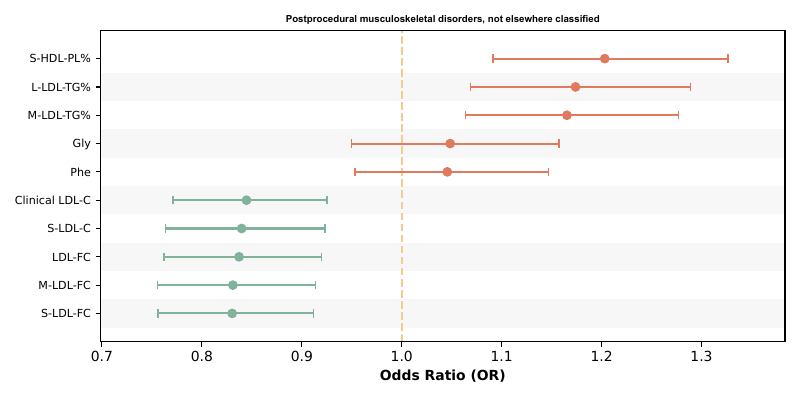 Postprocedural musculoskeletal disorders, not elsewhere classified
S-HDL-PL%
L-LDL-TG%
M-LDL-TG%
Gly
Phe
Clinical LDL-C
S-LDL-C
LDL-FC
M-LDL-FC
S-LDL-FC
0.7 0.8 0.9 1.0 1.1 1.2 1.3
Odds Ratio (OR)